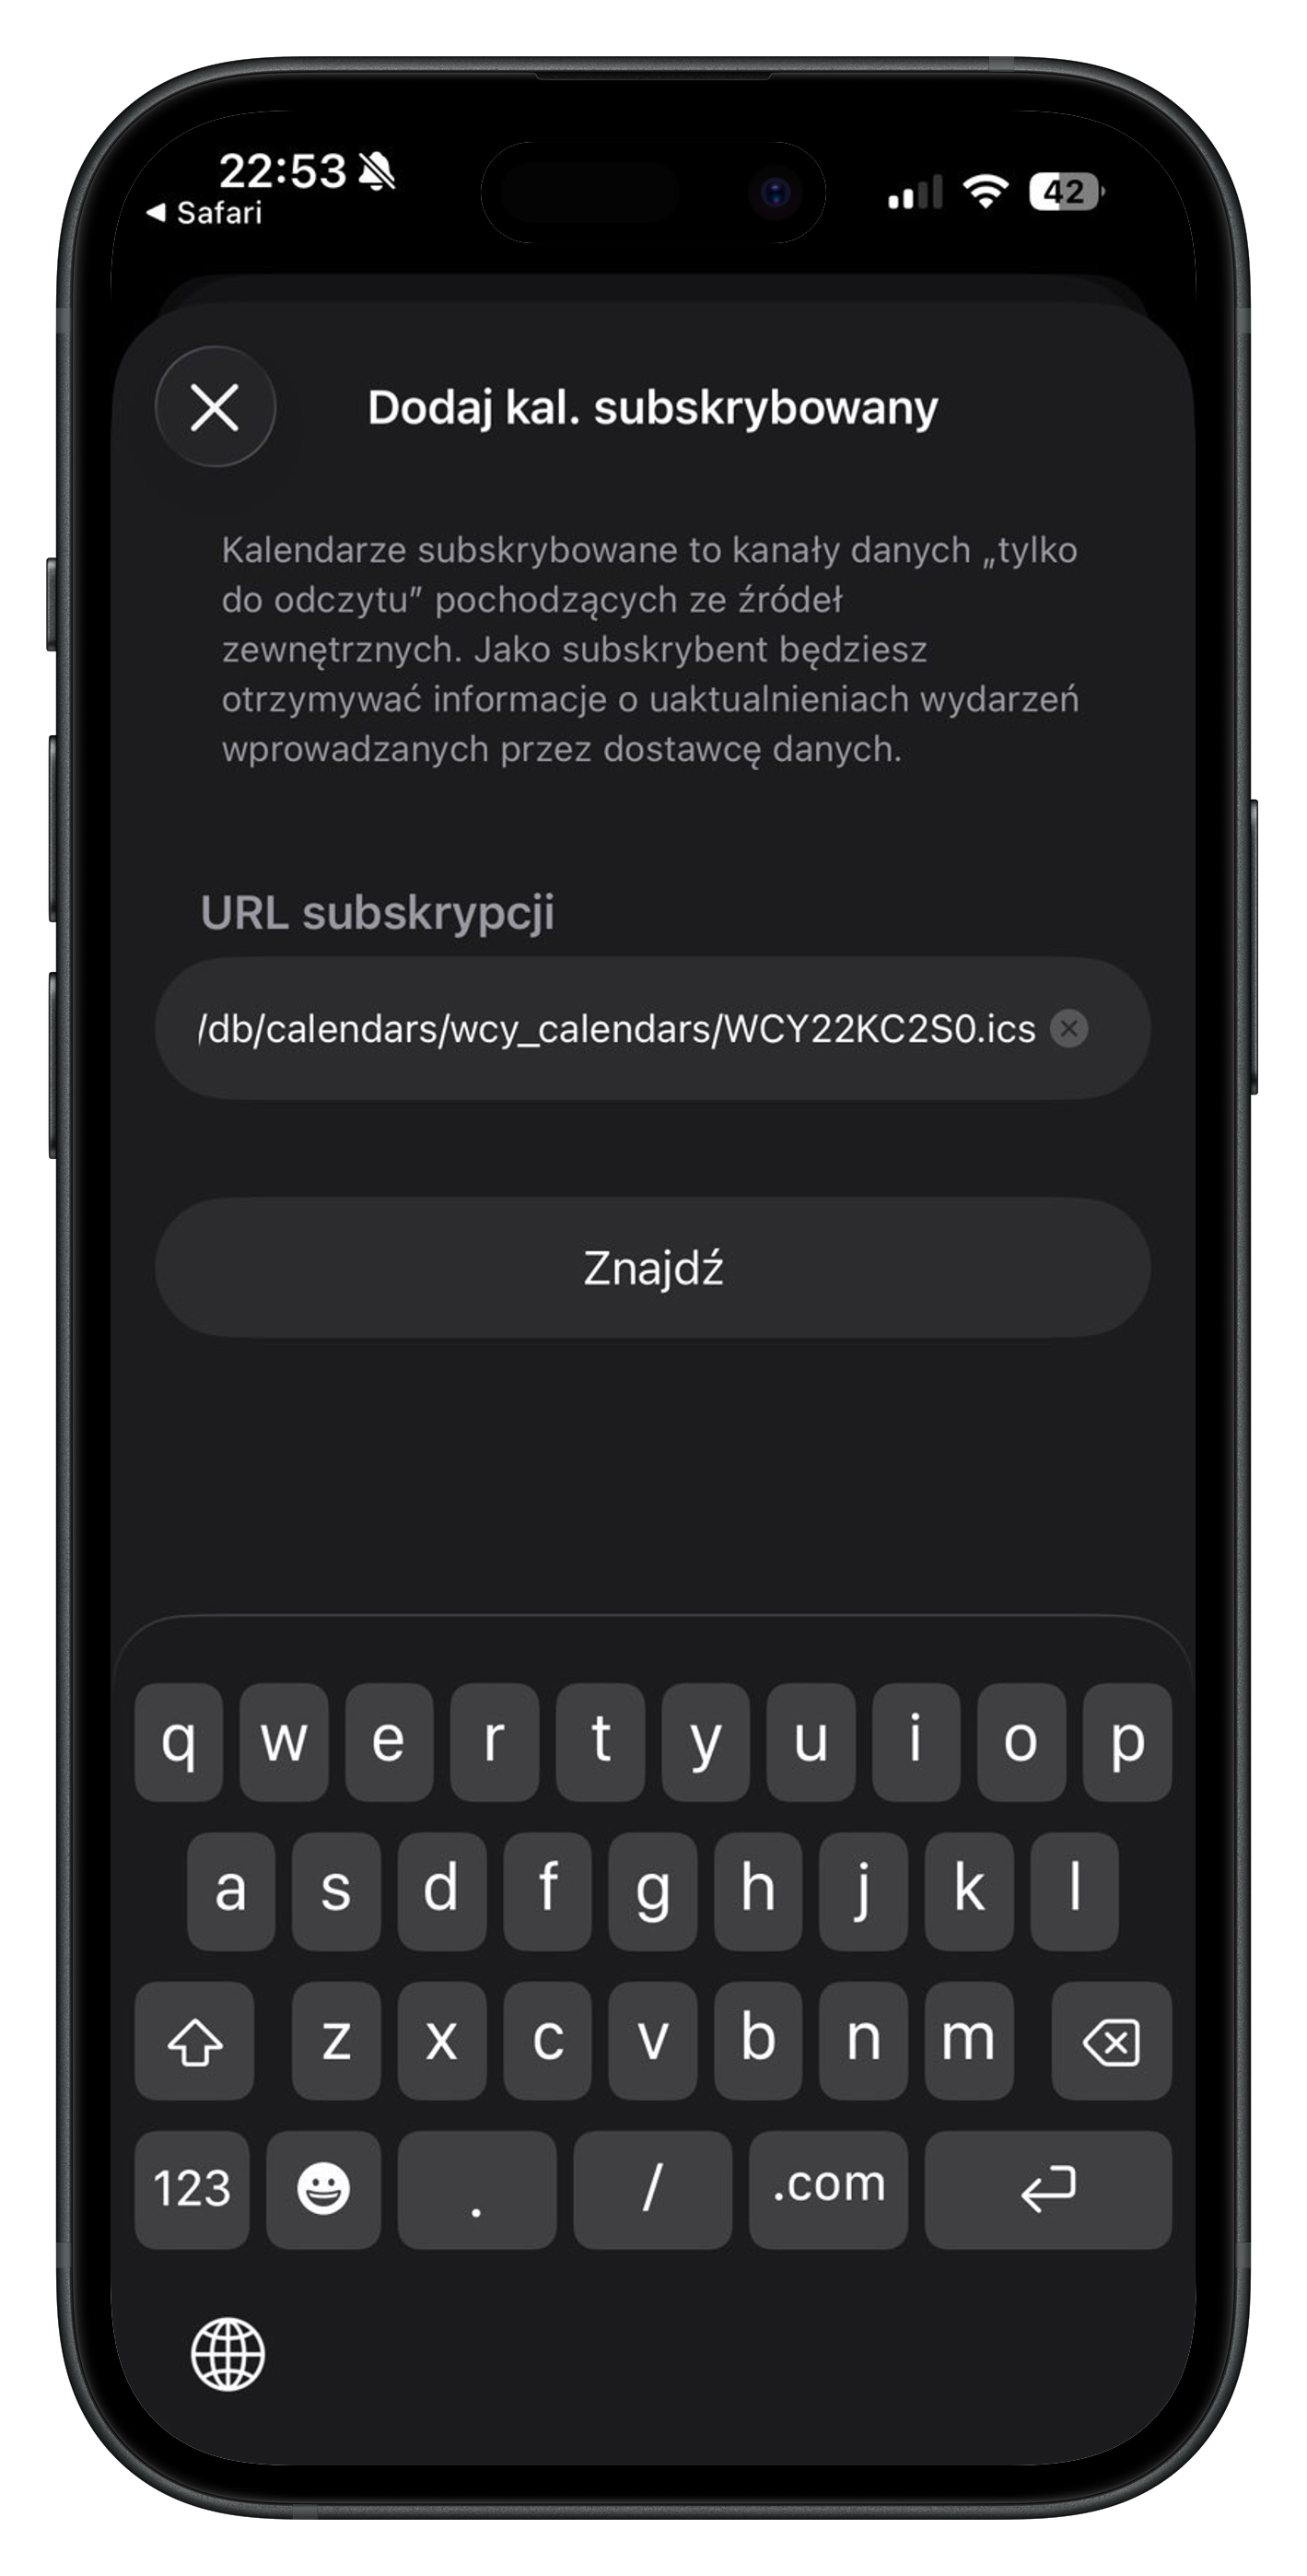 22:53
◀ Safari
42
Dodaj kal. subskrybowany
Kalendarze subskrybowane to kanały danych „tylko
do odczytu” pochodzących ze źródeł
zewnętrznych. Jako subskrybent będziesz
otrzymywać informacje o uaktualnieniach wydarzeń
wprowadzanych przez dostawcę danych.
URL subskrypcji
/db/calendars/wcy_calendars/WCY22KC2S0.ics
Znajdź
q w e r t y u i o p
a s d f g h j k l
z x c v b n m
123 . / .com